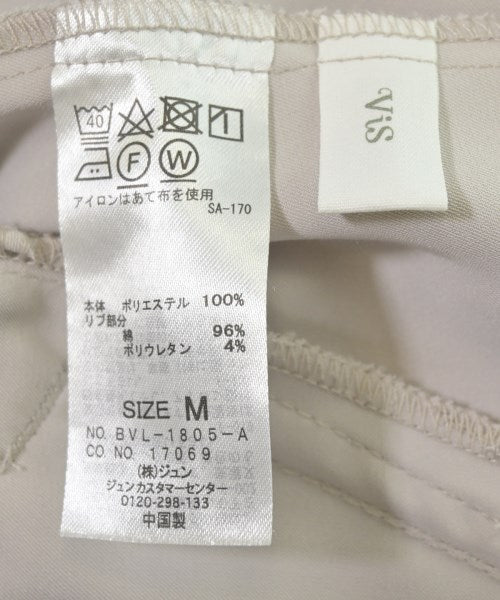 40
F W
アイロンはあて布を使用
SA-170
本体 ポリエステル 100%
リブ部分
綿 96%
ポリウレタン 4%
SIZE M
NO. BVL-1805-A
CO NO 17069
(株)ジュン
ジュンカスタマーセンター
0120-298-133
中国製
ViS